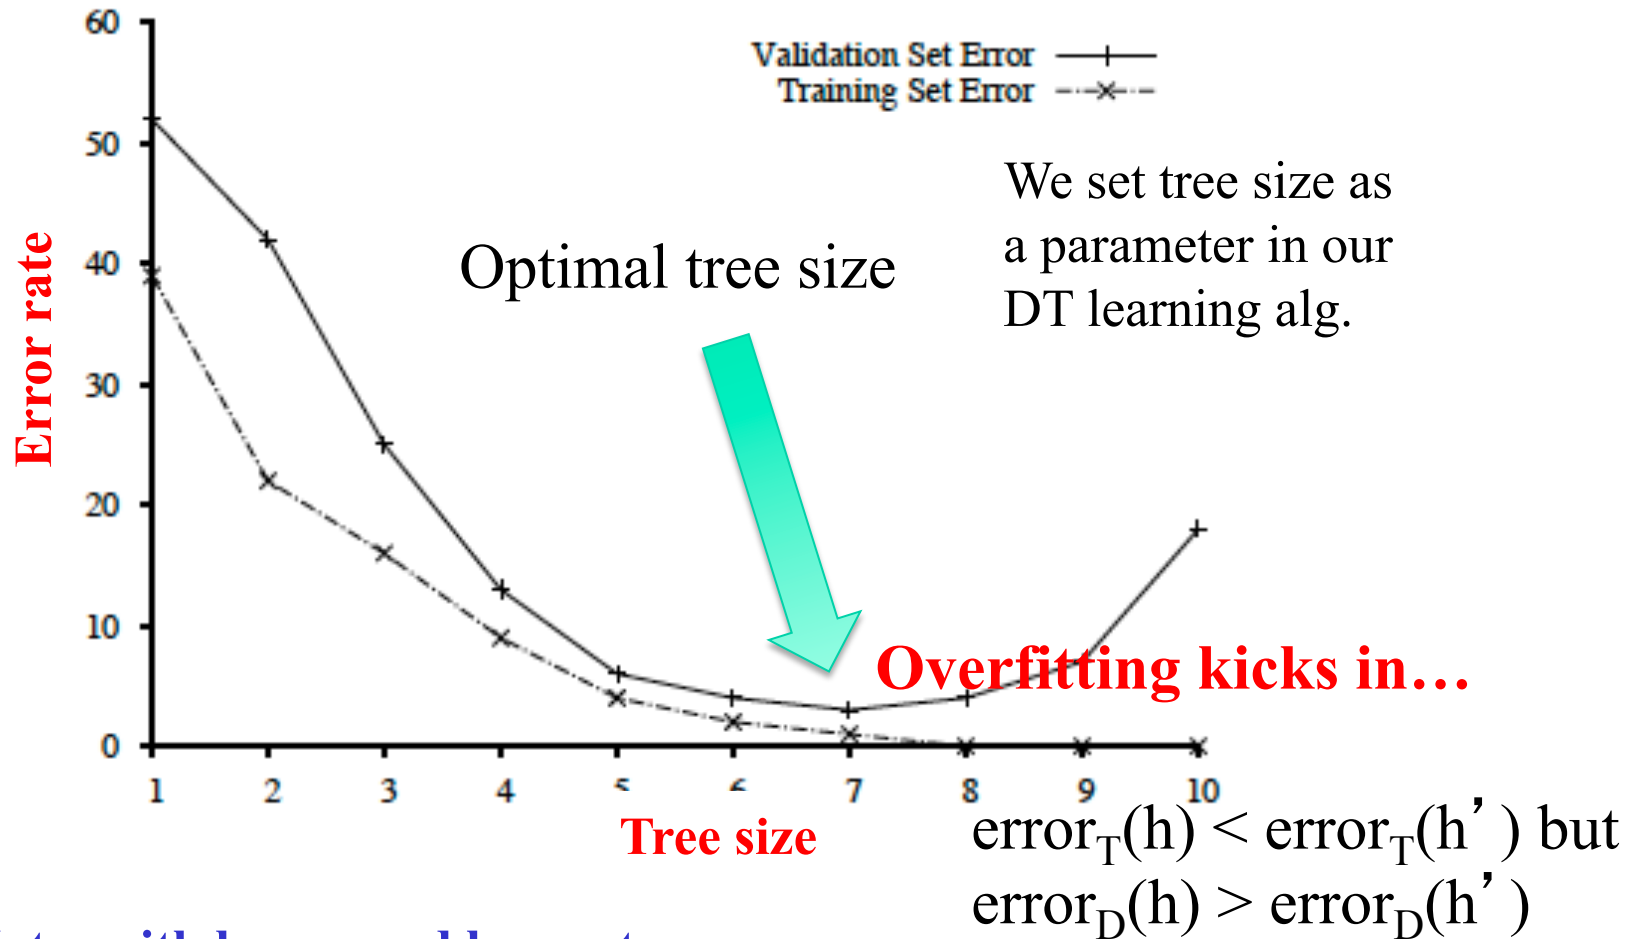 60
Validation Set Error
Training Set Error
50
We set tree size as
a parameter in our
DT learning alg.
Optimal tree size
40
Error rate
30
20
10
Overfitting kicks in…
0
1 2 3 4 5 6 7 8 9 10
Tree size
errorT(h) < errorT(h’) but
errorD(h) > errorD(h’)